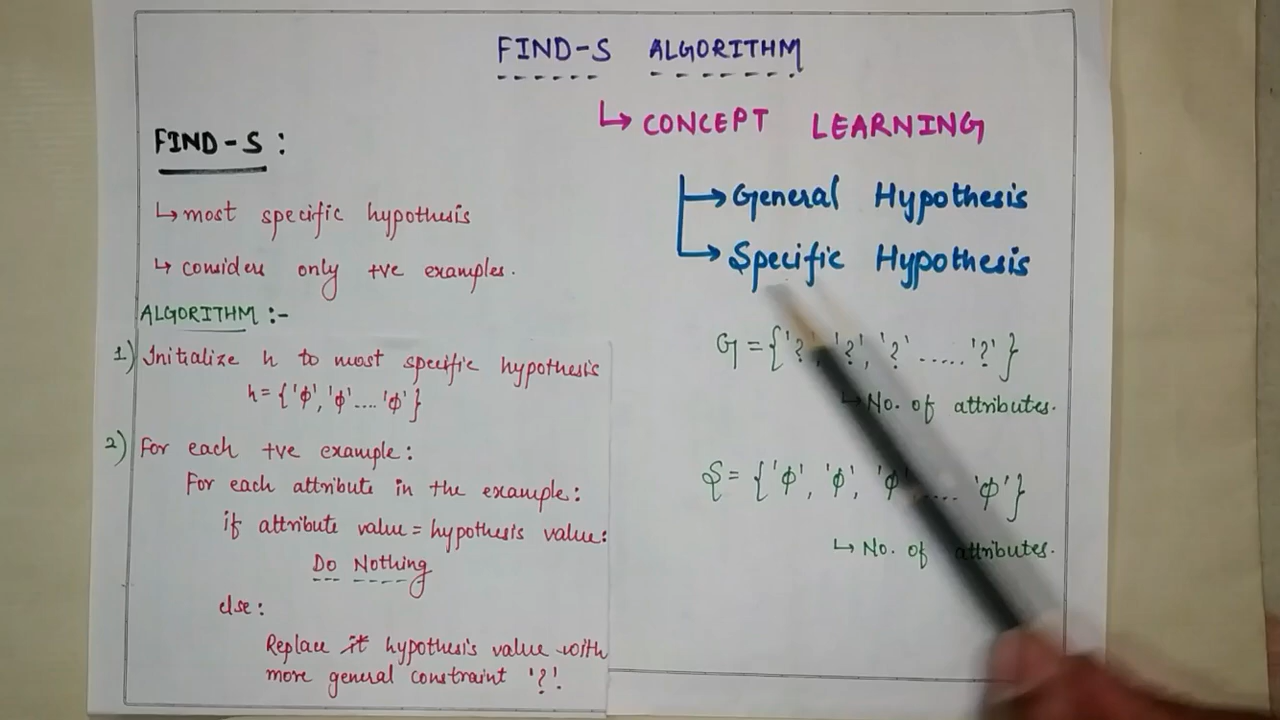 FIND-S ALGORITHM
↳ CONCEPT LEARNING
→ General Hypothesis
→ Specific Hypothesis
G = {'?', '?', '?' ..... '?'}
↳ No. of attributes.
S = {'ϕ', 'ϕ', 'ϕ', .... 'ϕ'}
↳ No. of attributes.
FIND-S :
↳ most specific hypothesis
↳ considers only +ve examples.
ALGORITHM :-
1) Initialize h to most specific hypothesis
h = {'ϕ', 'ϕ' .... 'ϕ'}
2) For each +ve example :
For each attribute in the example :
if attribute value = hypothesis value :
Do Nothing
else :
Replace hypothesis value with
more general constraint '?'.